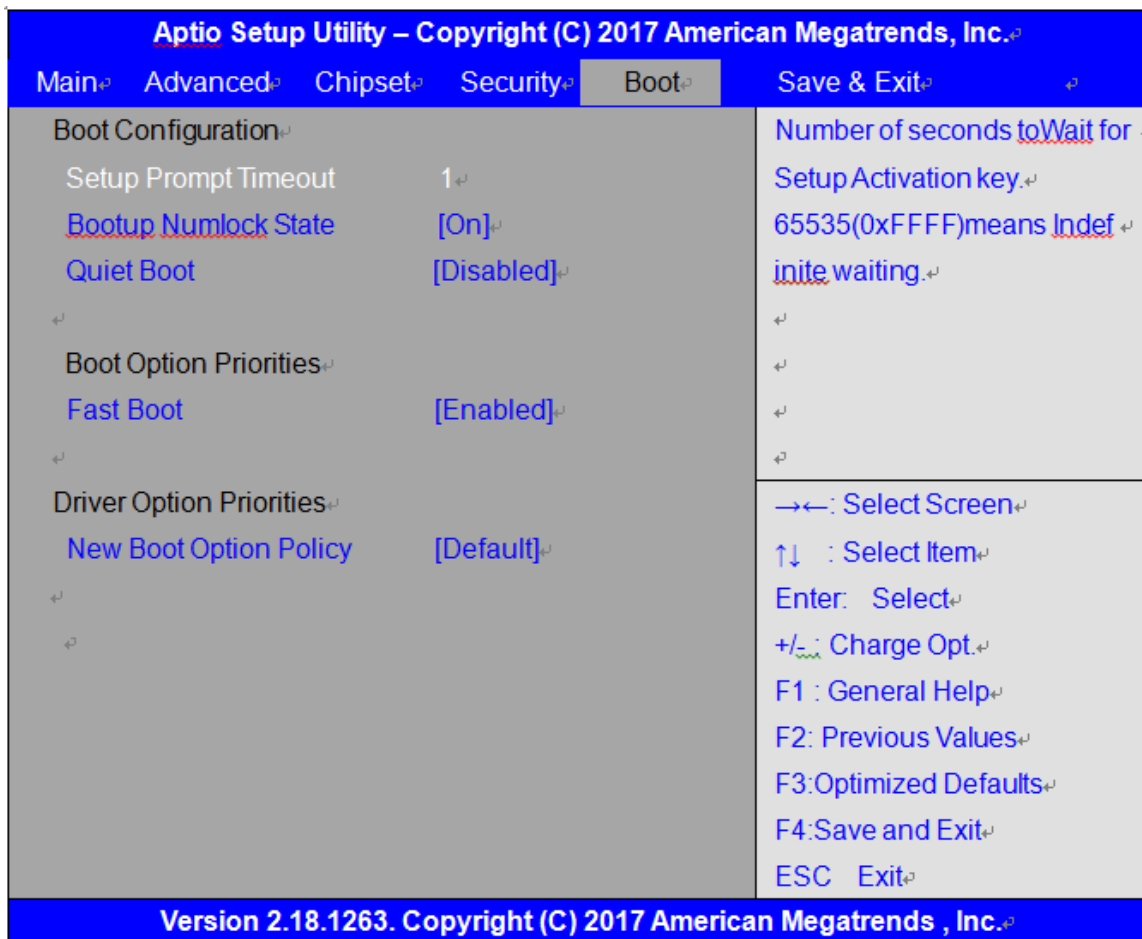 Aptio Setup Utility – Copyright (C) 2017 American Megatrends, Inc.
Main Advanced Chipset Security Boot Save & Exit
Boot Configuration
Setup Prompt Timeout 1
Bootup Numlock State [On]
Quiet Boot [Disabled]
Boot Option Priorities
Fast Boot [Enabled]
Driver Option Priorities
New Boot Option Policy [Default]
Number of seconds toWait for
Setup Activation key.
65535(0xFFFF)means Indef
inite waiting.
→←: Select Screen
↑↓ : Select Item
Enter: Select
+/- : Charge Opt.
F1 : General Help
F2: Previous Values
F3:Optimized Defaults
F4:Save and Exit
ESC Exit
Version 2.18.1263. Copyright (C) 2017 American Megatrends , Inc.